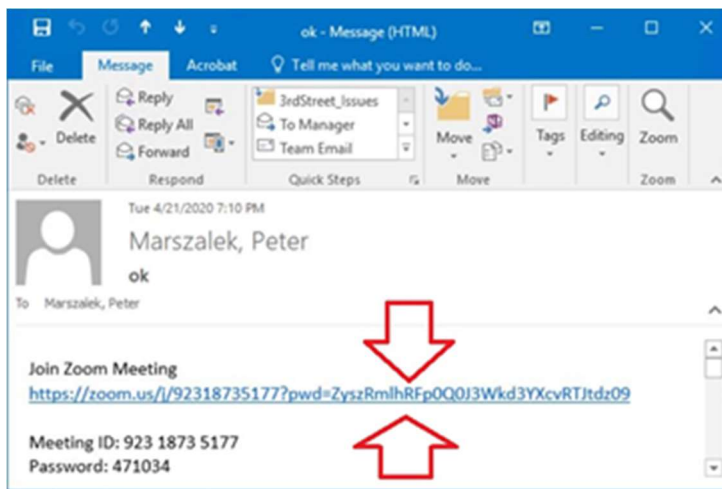 ok - Message (HTML)
File Message Acrobat Tell me what you want to do...
Delete
Reply
Reply All
Forward
3rdStreet_Issues
To Manager
Team Email
Move
Tags
Editing
Zoom
Delete Respond Quick Steps Move Zoom
Tue 4/21/2020 7:10 PM
Marszalek, Peter
ok
To Marszalek, Peter
Join Zoom Meeting
https://zoom.us/j/92318735177?pwd=ZyszRmlhRFp0Q0J3Wkd3YXcvRTJtdz09
Meeting ID: 923 1873 5177
Password: 471034